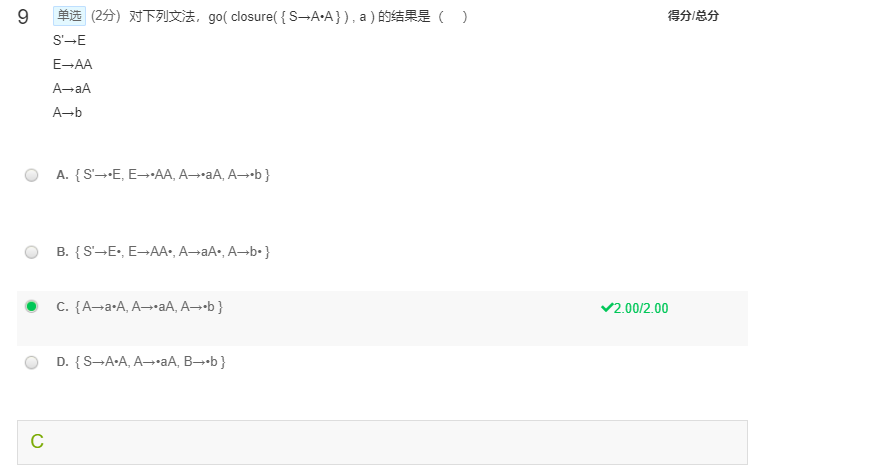 9 单选 (2分) 对下列文法，go( closure( { S→A•A } ) , a ) 的结果是（ ） 得分/总分
S'→E
E→AA
A→aA
A→b
A. { S'→•E, E→•AA, A→•aA, A→•b }
B. { S'→E•, E→AA•, A→aA•, A→b• }
C. { A→a•A, A→•aA, A→•b } 2.00/2.00
D. { S→A•A, A→•aA, B→•b }
C